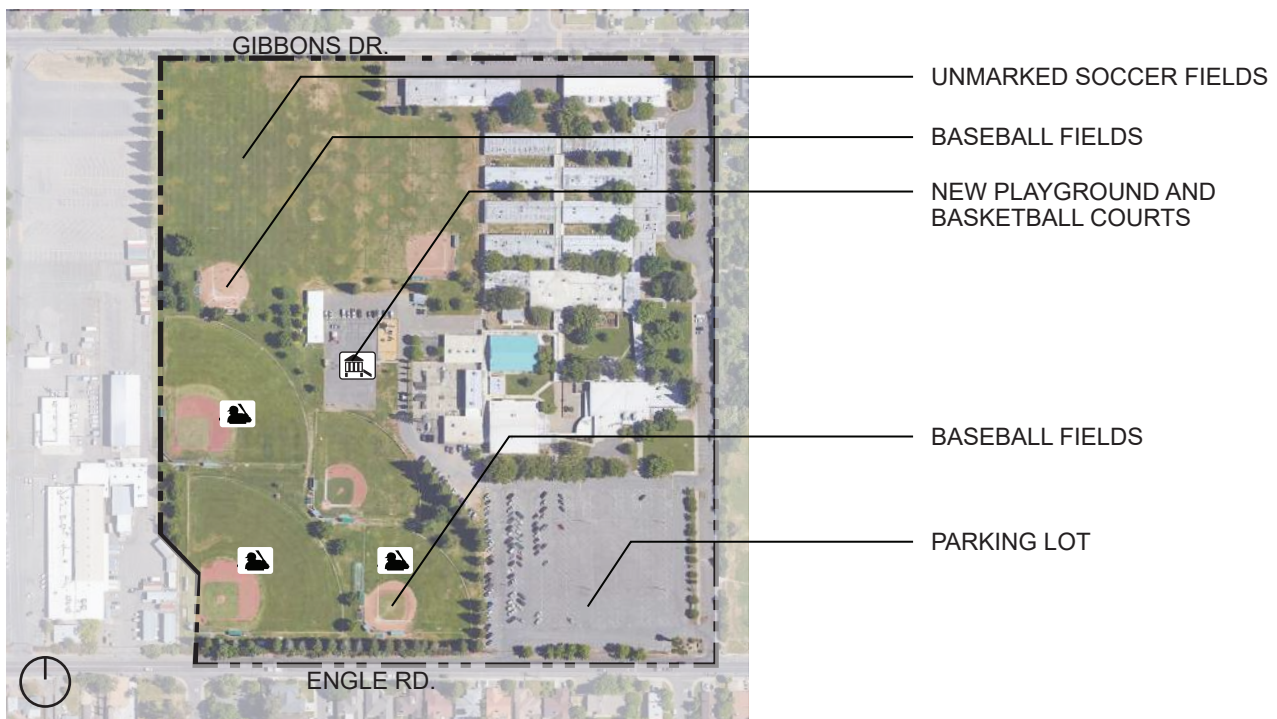 GIBBONS DR.
UNMARKED SOCCER FIELDS
BASEBALL FIELDS
NEW PLAYGROUND AND
BASKETBALL COURTS
BASEBALL FIELDS
PARKING LOT
ENGLE RD.